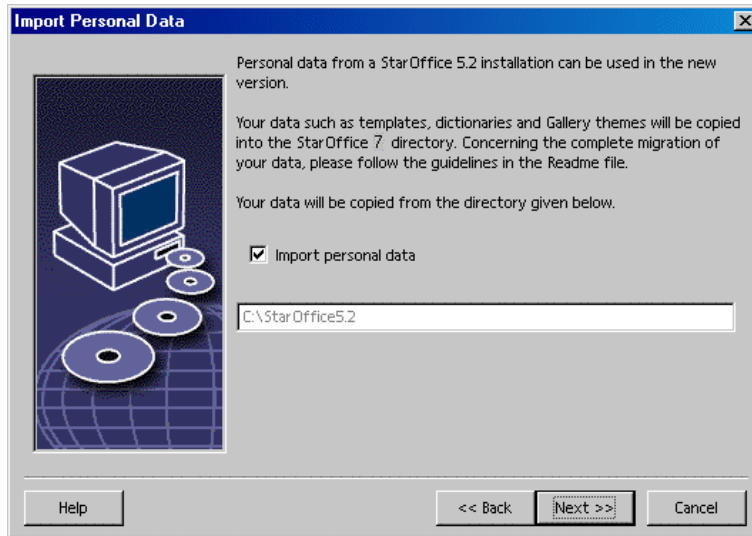 Import Personal Data
Personal data from a StarOffice 5.2 installation can be used in the new
version.
Your data such as templates, dictionaries and Gallery themes will be copied
into the StarOffice 7 directory. Concerning the complete migration of
your data, please follow the guidelines in the Readme file.
Your data will be copied from the directory given below.
Import personal data
C:\StarOffice5.2
Help
<< Back
Next >>
Cancel